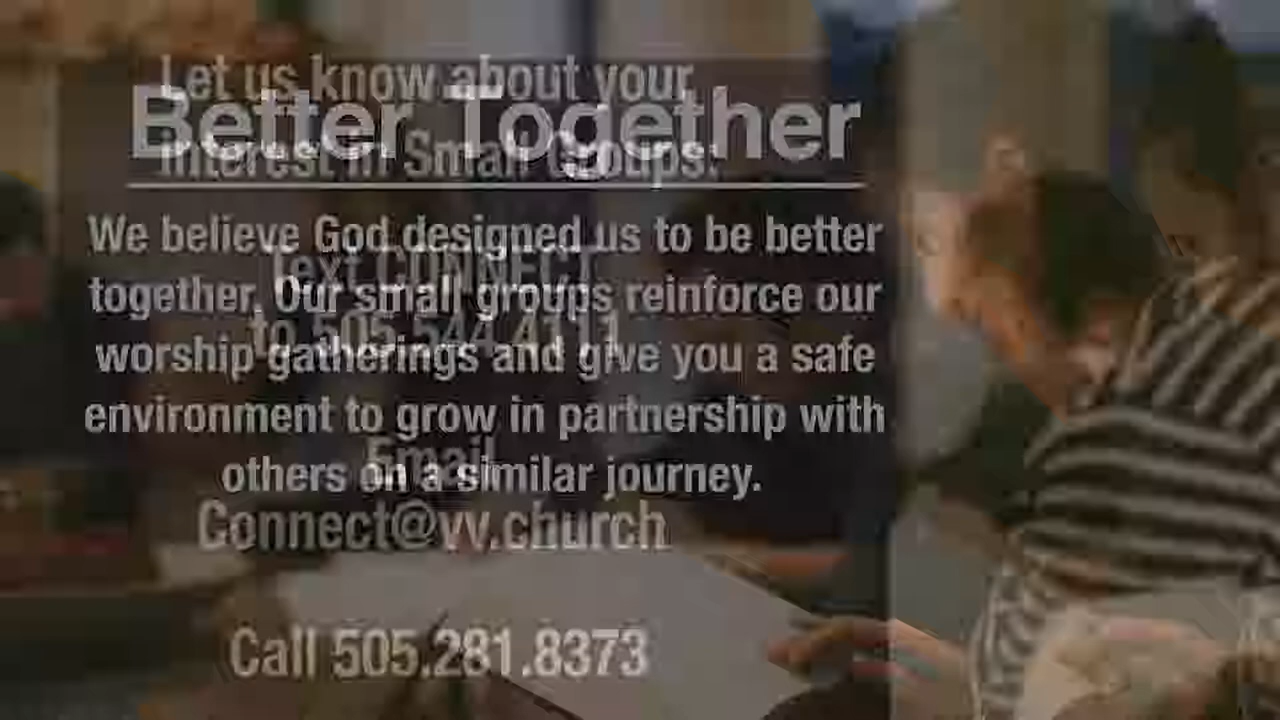 Let us know about your
Interest in Small Groups:
Text CONNECT
to 505.544.4111
Email
Connect@vv.church
Call 505.281.8373
Better Together
We believe God designed us to be better
together. Our small groups reinforce our
worship gatherings and give you a safe
environment to grow in partnership with
others on a similar journey.